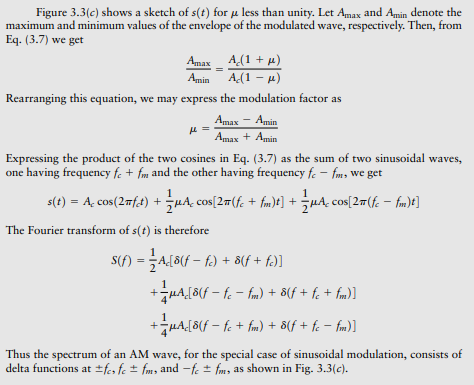 Figure 3.3(c) shows a sketch of s(t) for μ less than unity. Let Amax and Amin denote the
maximum and minimum values of the envelope of the modulated wave, respectively. Then, from
Eq. (3.7) we get
Amax / Amin = Ac(1 + μ) / Ac(1 − μ)
Rearranging this equation, we may express the modulation factor as
μ = (Amax − Amin) / (Amax + Amin)
Expressing the product of the two cosines in Eq. (3.7) as the sum of two sinusoidal waves,
one having frequency fc + fm and the other having frequency fc − fm, we get
s(t) = Ac cos(2πfct) + 1/2 μAc cos[2π(fc + fm)t] + 1/2 μAc cos[2π(fc − fm)t]
The Fourier transform of s(t) is therefore
S(f) = 1/2 Ac[δ(f − fc) + δ(f + fc)]
+ 1/4 μAc[δ(f − fc − fm) + δ(f + fc + fm)]
+ 1/4 μAc[δ(f − fc + fm) + δ(f + fc − fm)]
Thus the spectrum of an AM wave, for the special case of sinusoidal modulation, consists of
delta functions at ±fc, fc ± fm, and −fc ± fm, as shown in Fig. 3.3(c).